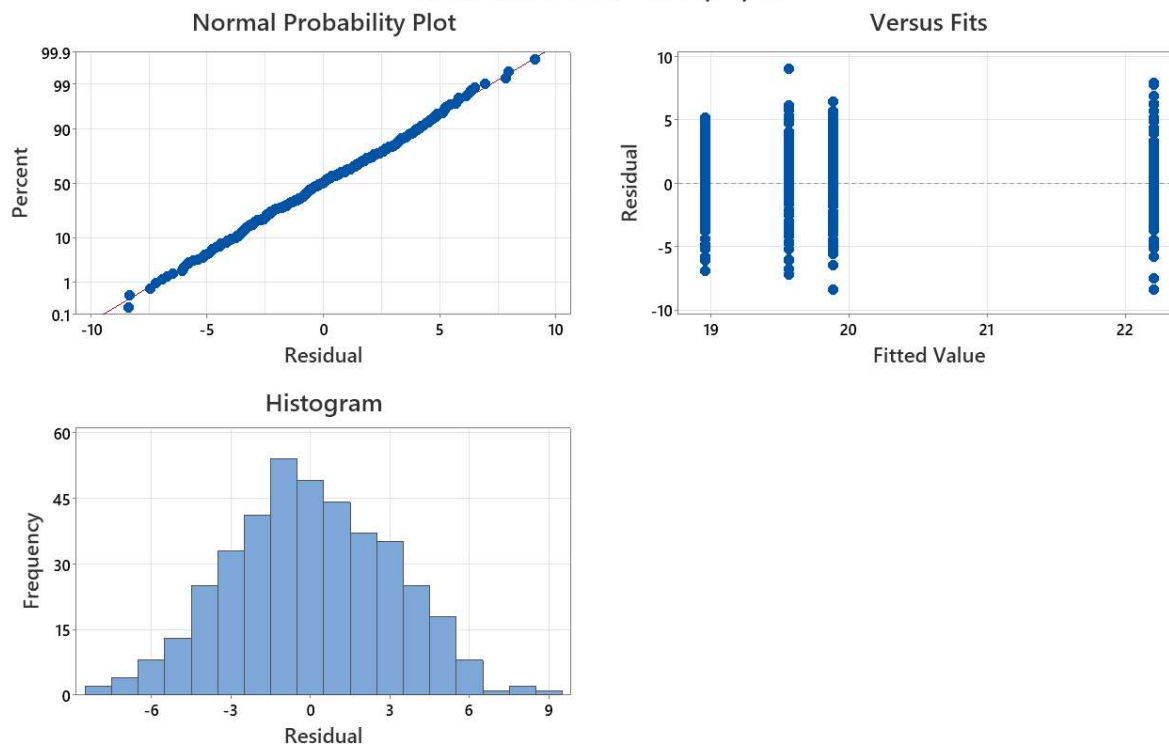 Normal Probability Plot
99.9
99
90
50
10
1
0.1
Percent
-10 -5 0 5 10
Residual
Versus Fits
10
5
0
-5
-10
Residual
19 20 21 22
Fitted Value
Histogram
60
45
30
15
0
Frequency
-6 -3 0 3 6 9
Residual